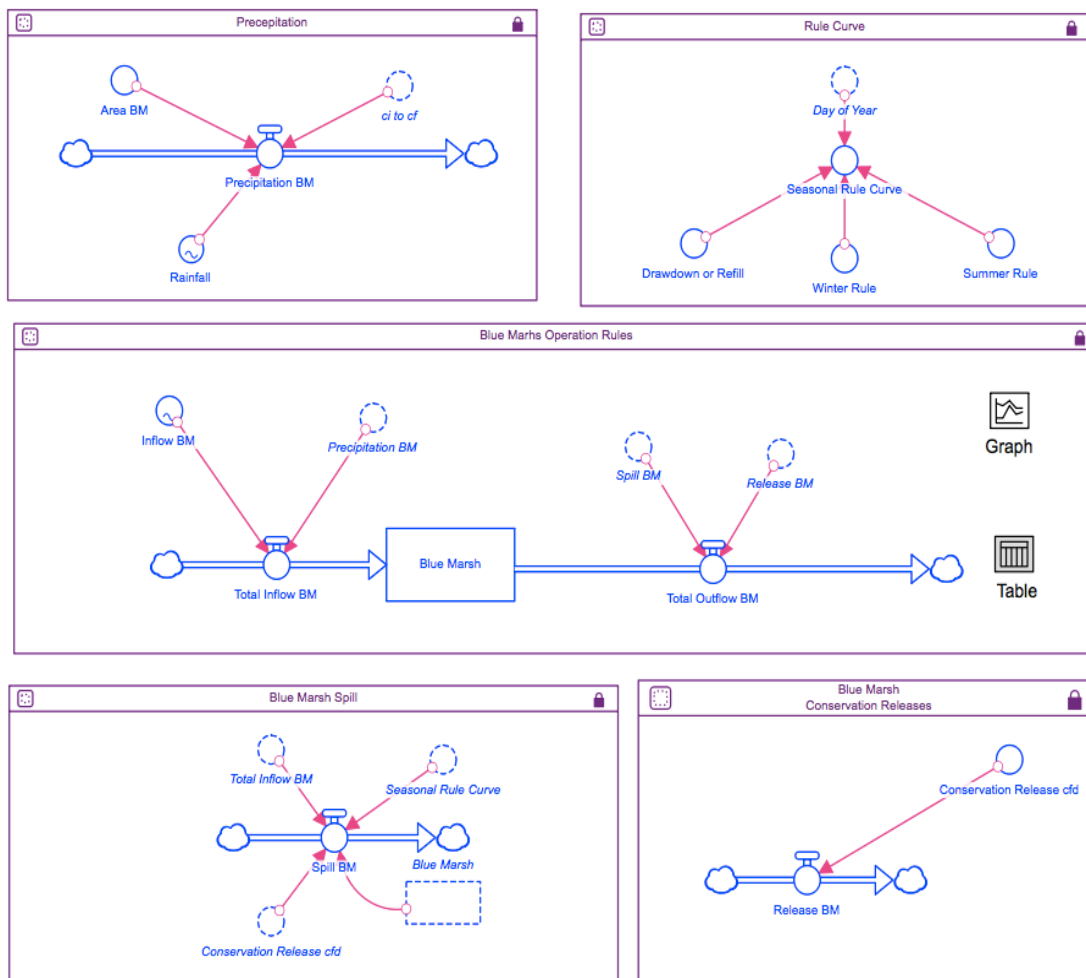 Precepitation
Area BM
ci to cf
Precipitation BM
Rainfall
Rule Curve
Day of Year
Seasonal Rule Curve
Drawdown or Refill
Winter Rule
Summer Rule
Blue Marhs Operation Rules
Inflow BM
Precipitation BM
Spill BM
Release BM
Graph
Blue Marsh
Total Inflow BM
Total Outflow BM
Table
Blue Marsh Spill
Total Inflow BM
Seasonal Rule Curve
Spill BM
Blue Marsh
Conservation Release cfd
Blue Marsh
Conservation Releases
Conservation Release cfd
Release BM